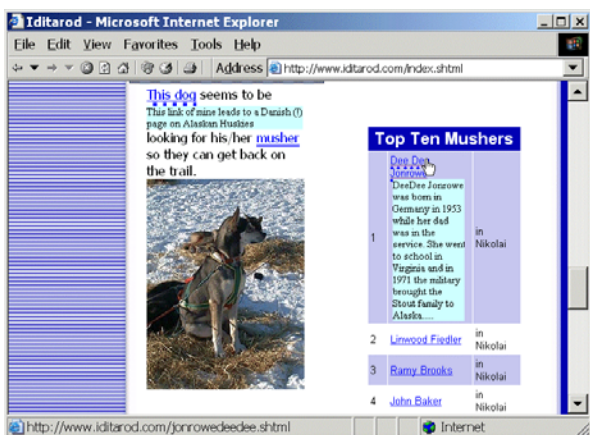 Iditarod - Microsoft Internet Explorer
File Edit View Favorites Tools Help
Address http://www.iditarod.com/index.shtml
This dog seems to be
This link of mine leads to a Danish (!)
page on Alaskan Huskies
looking for his/her musher
so they can get back on
the trail.
Top Ten Mushers
1
Dee Dee
Jonrowe
DeeDee Jonrowe
was born in
Germany in 1953
while her dad
was in the
service. She went
to school in
Virginia and in
1971 the military
brought the
Stout family to
Alaska.....
in
Nikolai
2 Linwood Fiedler in
Nikolai
3 Ramy Brooks in
Nikolai
4 John Baker in
Nikolai
http://www.iditarod.com/jonrowedeedee.shtml Internet